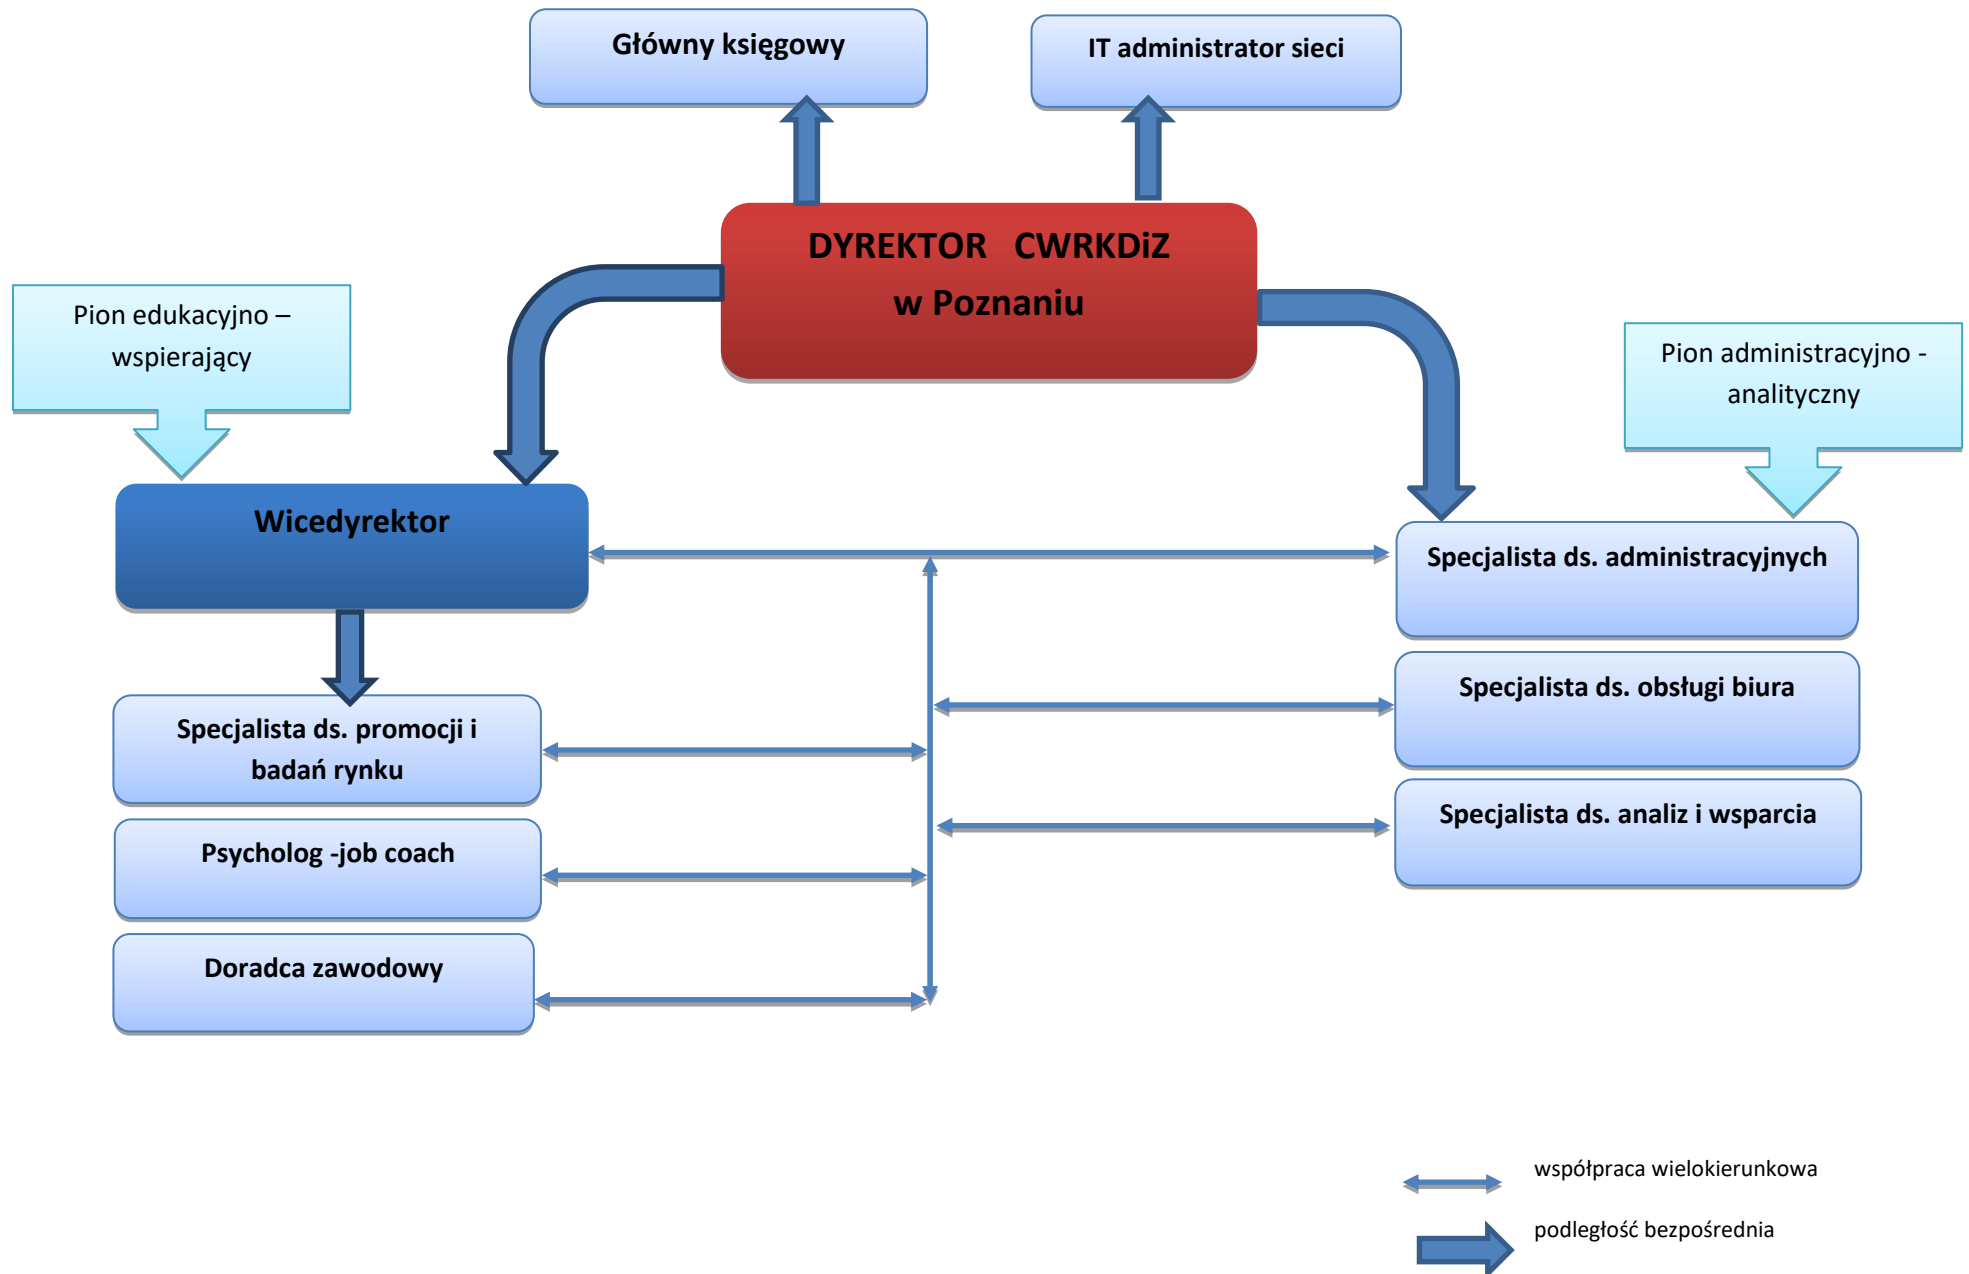 Główny księgowy
IT administrator sieci
DYREKTOR CWRKDiZ
w Poznaniu
Pion edukacyjno –
wspierający
Pion administracyjno -
analityczny
Wicedyrektor
Specjalista ds. administracyjnych
Specjalista ds. promocji i
badań rynku
Specjalista ds. obsługi biura
Psycholog -job coach
Specjalista ds. analiz i wsparcia
Doradca zawodowy
współpraca wielokierunkowa
podległość bezpośrednia